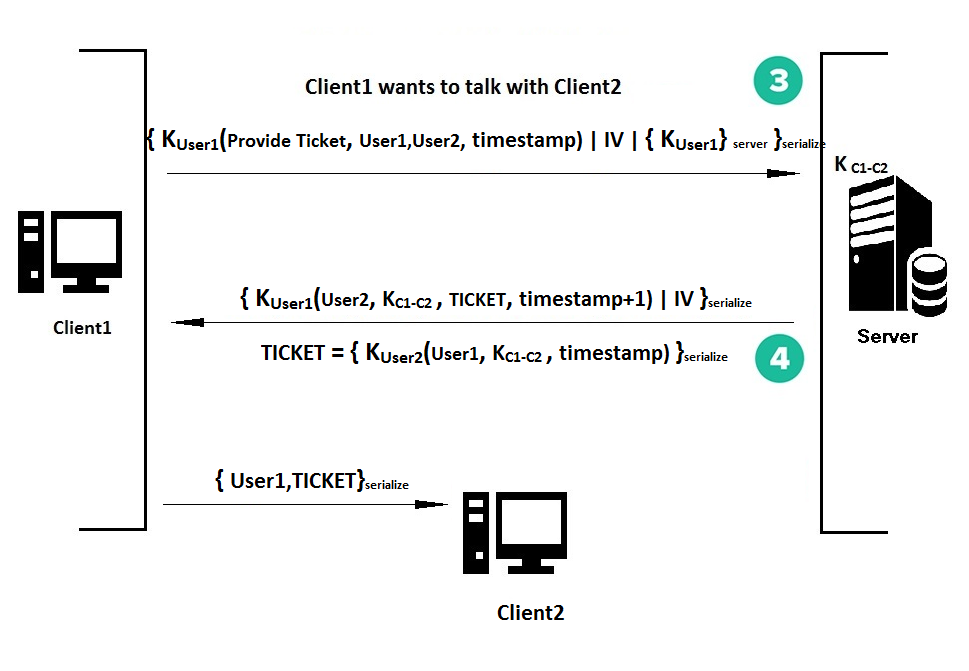 3
Client1 wants to talk with Client2
{ KUser1(Provide Ticket, User1,User2, timestamp) | IV | { KUser1} server }serialize
K C1-C2
{ KUser1(User2, KC1-C2 , TICKET, timestamp+1) | IV }serialize
Client1
Server
TICKET = { KUser2(User1, KC1-C2 , timestamp) }serialize
4
{ User1,TICKET}serialize
Client2